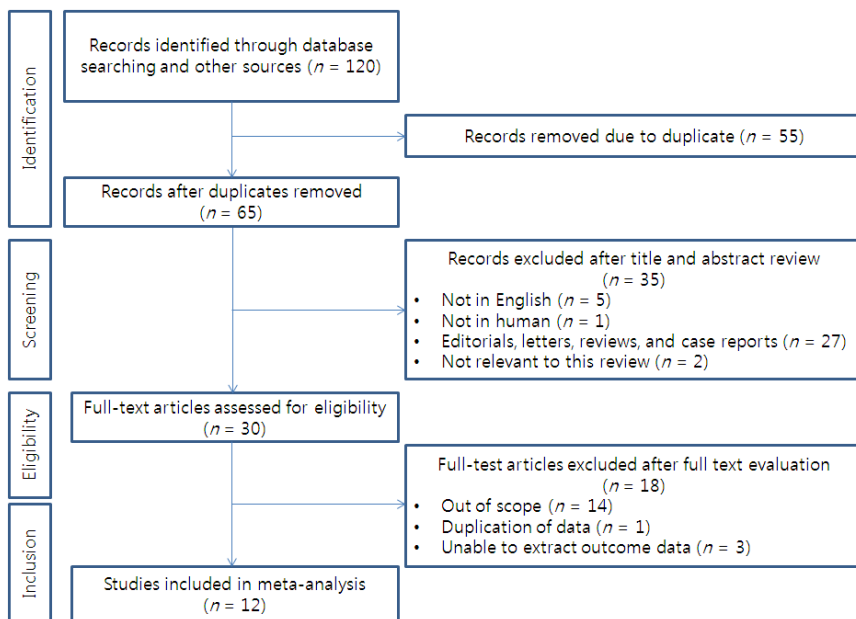 Identification
Records identified through database
searching and other sources (n = 120)
Records removed due to duplicate (n = 55)
Records after duplicates removed
(n = 65)
Screening
Records excluded after title and abstract review
(n = 35)
• Not in English (n = 5)
• Not in human (n = 1)
• Editorials, letters, reviews, and case reports (n = 27)
• Not relevant to this review (n = 2)
Eligibility
Full-text articles assessed for eligibility
(n = 30)
Full-test articles excluded after full text evaluation
(n = 18)
• Out of scope (n = 14)
• Duplication of data (n = 1)
• Unable to extract outcome data (n = 3)
Inclusion
Studies included in meta-analysis
(n = 12)